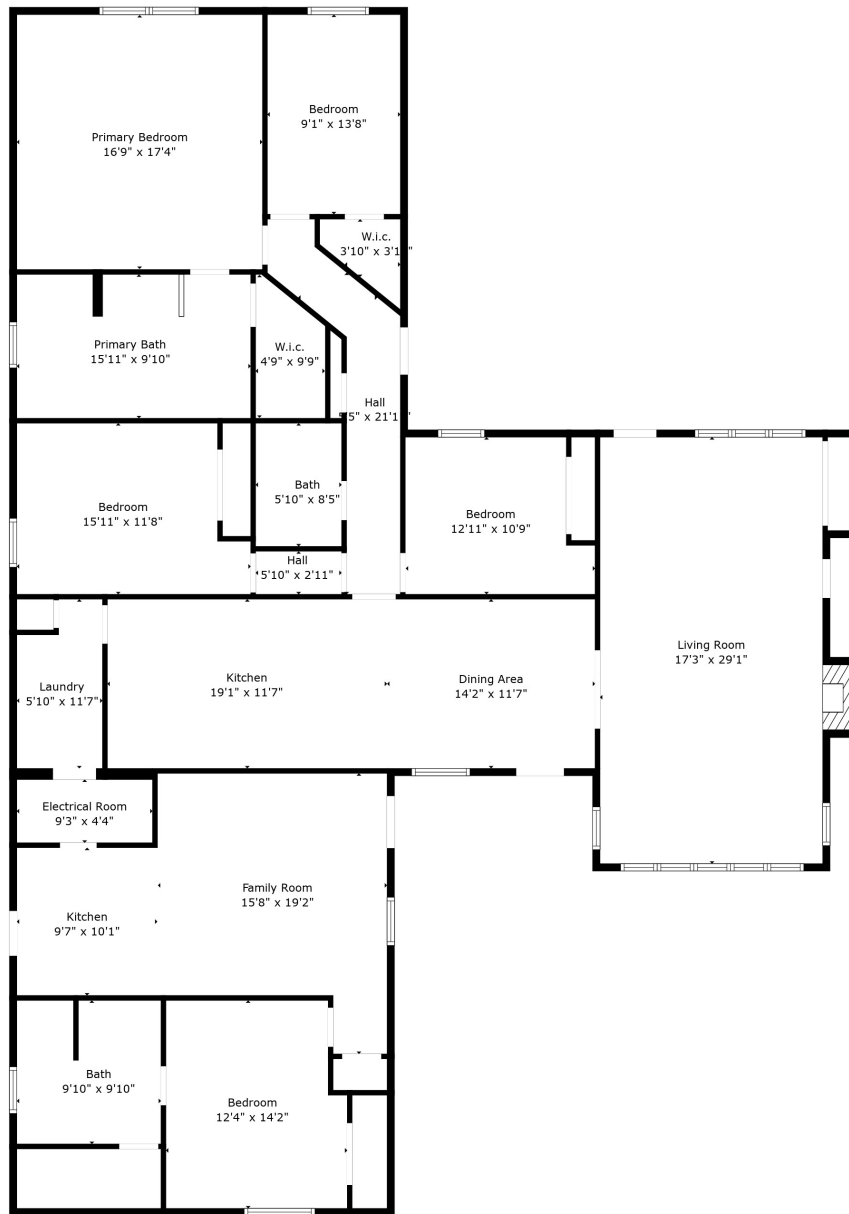 Primary Bedroom
16'9" x 17'4"
Bedroom
9'1" x 13'8"
W.i.c.
3'10" x
Primary Bath
15'11" x 9'10"
W.i.c.
4'9" x 9'9"
Hall
Bath
5'10" x 8'5"
Bedroom
15'11" x 11'8"
Bedroom
12'11" x 10'9"
Hall
5'10" x 2'11"
Living Room
17'3" x 29'1"
Laundry
5'10" x 11'7"
Kitchen
19'1" x 11'7"
Dining Area
14'2" x 11'7"
Electrical Room
9'3" x 4'4"
Family Room
15'8" x 19'2"
Kitchen
9'7" x 10'1"
Bath
9'10" x 9'10"
Bedroom
12'4" x 14'2"